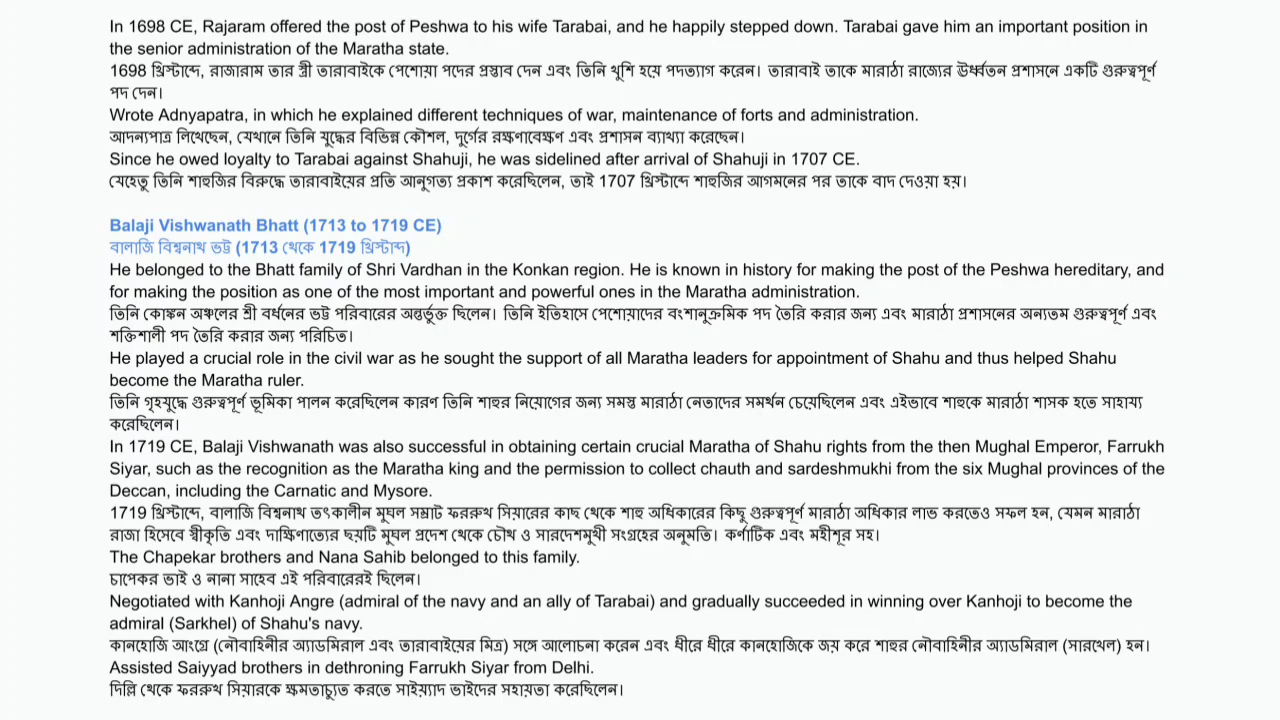 In 1698 CE, Rajaram offered the post of Peshwa to his wife Tarabai, and he happily stepped down. Tarabai gave him an important position in
the senior administration of the Maratha state.
1698 খ্রিস্টাব্দে, রাজারাম তার স্ত্রী তারাবাইকে পেশোয়া পদের প্রস্তাব দেন এবং তিনি খুশি হয়ে পদত্যাগ করেন। তারাবাই তাকে মারাঠা রাজ্যের ঊর্ধ্বতন প্রশাসনে একটি গুরুত্বপূর্ণ
পদ দেন।
Wrote Adnyapatra, in which he explained different techniques of war, maintenance of forts and administration.
আদন্যপাত্র লিখেছেন, যেখানে তিনি যুদ্ধের বিভিন্ন কৌশল, দুর্গের রক্ষণাবেক্ষণ এবং প্রশাসন ব্যাখ্যা করেছেন।
Since he owed loyalty to Tarabai against Shahuji, he was sidelined after arrival of Shahuji in 1707 CE.
যেহেতু তিনি শাহুজির বিরুদ্ধে তারাবাইয়ের প্রতি আনুগত্য প্রকাশ করেছিলেন, তাই 1707 খ্রিস্টাব্দে শাহুজির আগমনের পর তাকে বাদ দেওয়া হয়।
Balaji Vishwanath Bhatt (1713 to 1719 CE)
বালাজি বিশ্বনাথ ভট্ট (1713 থেকে 1719 খ্রিস্টাব্দ)
He belonged to the Bhatt family of Shri Vardhan in the Konkan region. He is known in history for making the post of the Peshwa hereditary, and
for making the position as one of the most important and powerful ones in the Maratha administration.
তিনি কোঙ্কন অঞ্চলের শ্রী বর্ধনের ভট্ট পরিবারের অন্তর্ভুক্ত ছিলেন। তিনি ইতিহাসে পেশোয়াদের বংশানুক্রমিক পদ তৈরি করার জন্য এবং মারাঠা প্রশাসনের অন্যতম গুরুত্বপূর্ণ এবং
শক্তিশালী পদ তৈরি করার জন্য পরিচিত।
He played a crucial role in the civil war as he sought the support of all Maratha leaders for appointment of Shahu and thus helped Shahu
become the Maratha ruler.
তিনি গৃহযুদ্ধে গুরুত্বপূর্ণ ভূমিকা পালন করেছিলেন কারণ তিনি শাহুর নিয়োগের জন্য সমস্ত মারাঠা নেতাদের সমর্থন চেয়েছিলেন এবং এইভাবে শাহুকে মারাঠা শাসক হতে সাহায্য
করেছিলেন।
In 1719 CE, Balaji Vishwanath was also successful in obtaining certain crucial Maratha of Shahu rights from the then Mughal Emperor, Farrukh
Siyar, such as the recognition as the Maratha king and the permission to collect chauth and sardeshmukhi from the six Mughal provinces of the
Deccan, including the Carnatic and Mysore.
1719 খ্রিস্টাব্দে, বালাজি বিশ্বনাথ তৎকালীন মুঘল সম্রাট ফররুখ সিয়ারের কাছ থেকে শাহু অধিকারের কিছু গুরুত্বপূর্ণ মারাঠা অধিকার লাভ করতেও সফল হন, যেমন মারাঠা
রাজা হিসেবে স্বীকৃতি এবং দাক্ষিণাত্যের ছয়টি মুঘল প্রদেশ থেকে চৌথ ও সারদেশমুখী সংগ্রহের অনুমতি। কর্ণাটিক এবং মহীশূর সহ।
The Chapekar brothers and Nana Sahib belonged to this family.
চাপেকর ভাই ও নানা সাহেব এই পরিবারেরই ছিলেন।
Negotiated with Kanhoji Angre (admiral of the navy and an ally of Tarabai) and gradually succeeded in winning over Kanhoji to become the
admiral (Sarkhel) of Shahu's navy.
কানহোজি আংগ্রে (নৌবাহিনীর অ্যাডমিরাল এবং তারাবাইয়ের মিত্র) সঙ্গে আলোচনা করেন এবং ধীরে ধীরে কানহোজিকে জয় করে শাহুর নৌবাহিনীর অ্যাডমিরাল (সারখেল) হন।
Assisted Saiyyad brothers in dethroning Farrukh Siyar from Delhi.
দিল্লি থেকে ফররুখ সিয়ারকে ক্ষমতাচ্যুত করতে সাইয়্যাদ ভাইদের সহায়তা করেছিলেন।